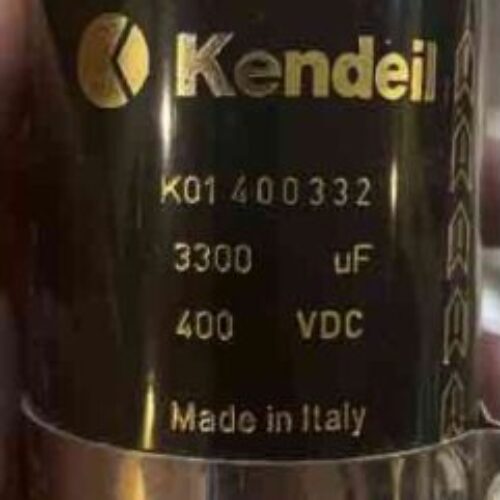 Kendeil
K01 400332
3300 uF
400 VDC
Made in Italy